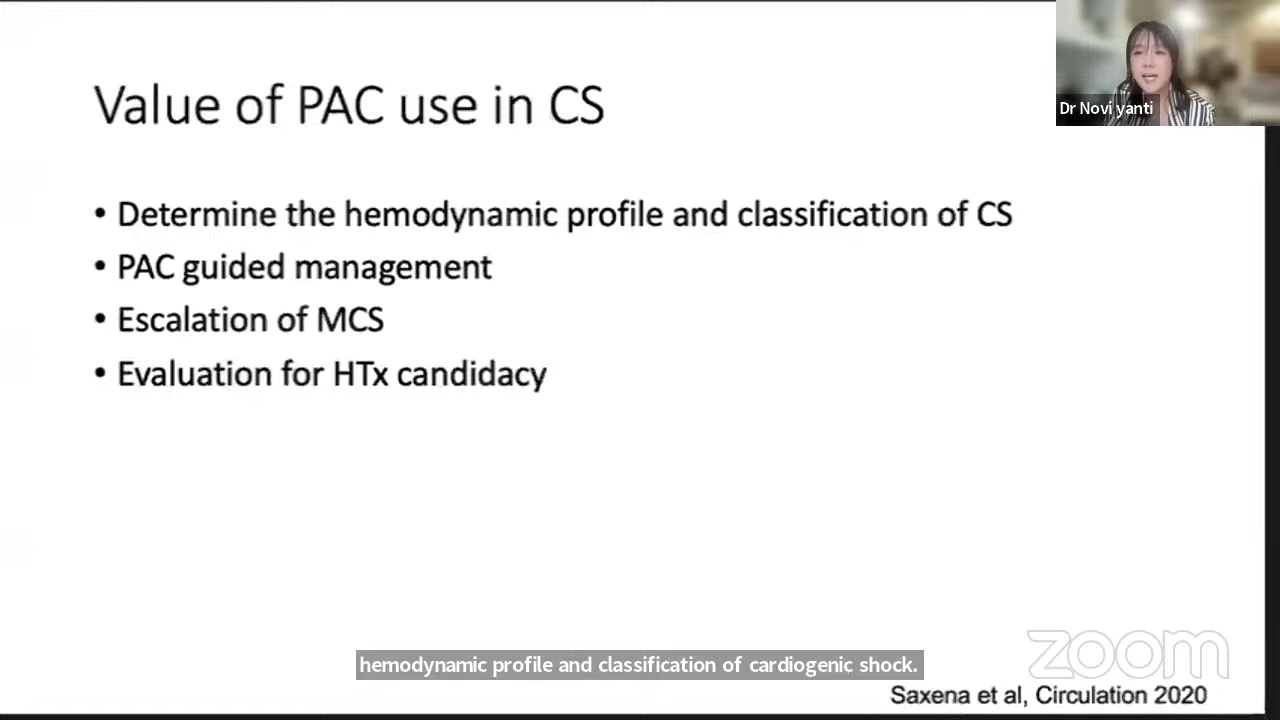 Value of PAC use in CS
Dr Novi yanti
• Determine the hemodynamic profile and classification of CS
• PAC guided management
• Escalation of MCS
• Evaluation for HTx candidacy
hemodynamic profile and classification of cardiogenic shock.
zoom
Saxena et al, Circulation 2020